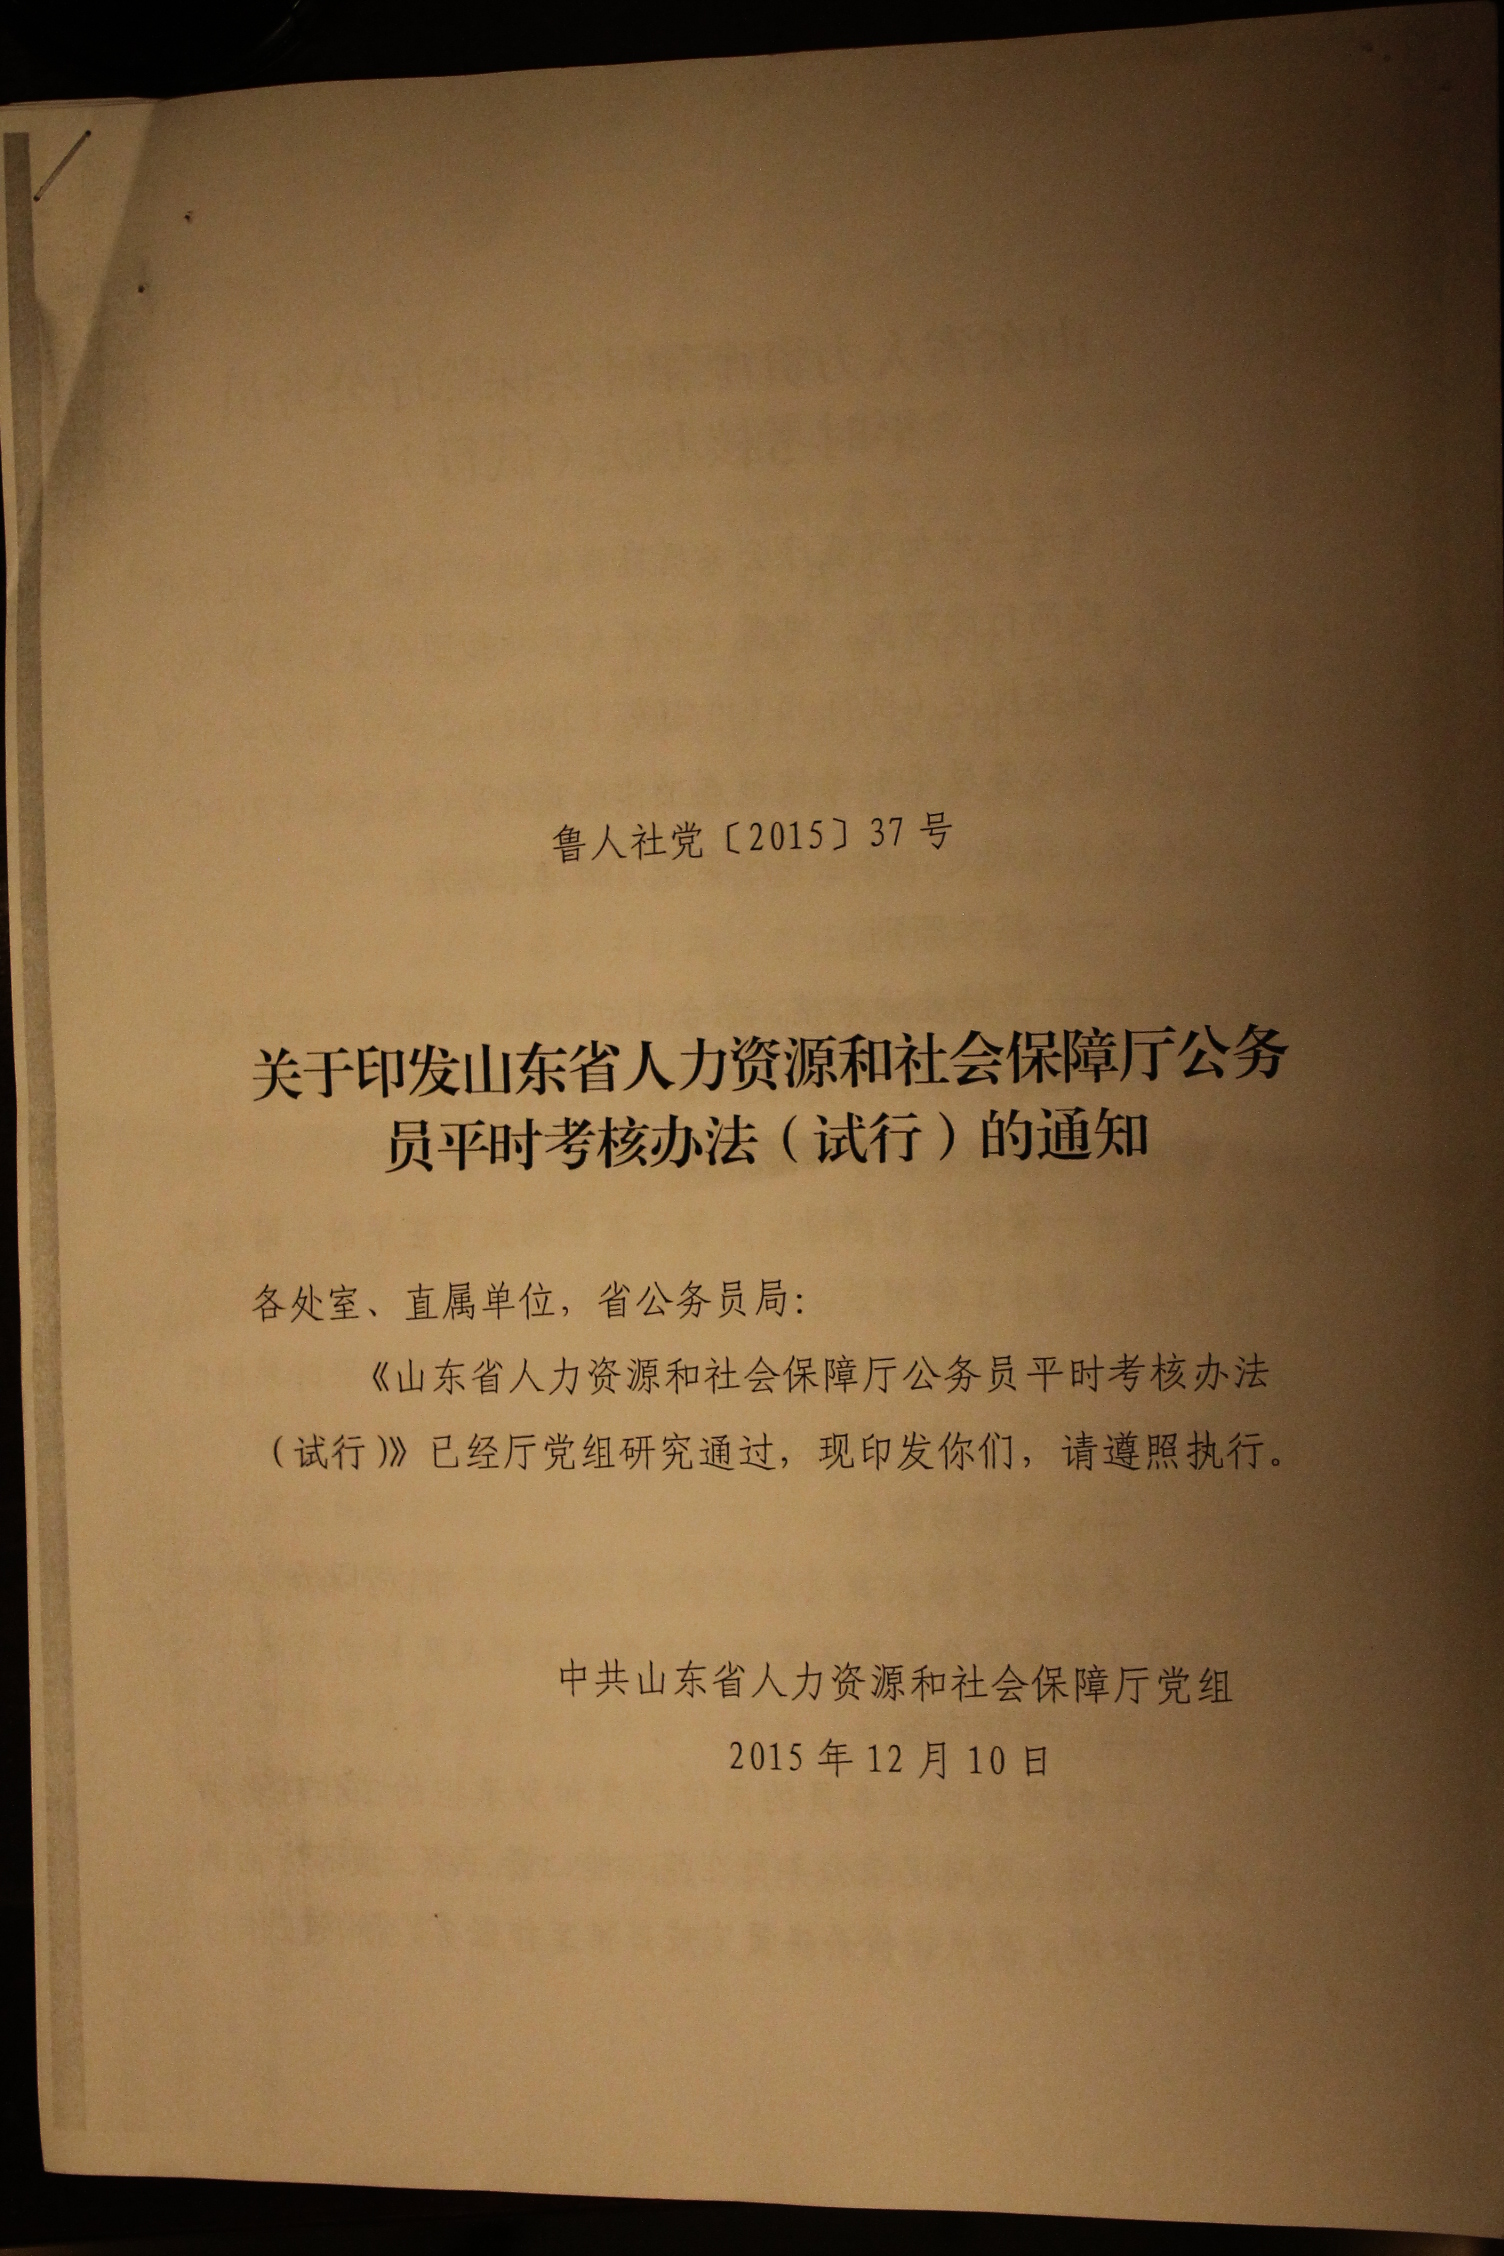 鲁人社党〔2015〕37 号
关于印发山东省人力资源和社会保障厅公务
员平时考核办法（试行）的通知
各处室、直属单位，省公务员局：
《山东省人力资源和社会保障厅公务员平时考核办法
（试行）》已经厅党组研究通过，现印发你们，请遵照执行。
中共山东省人力资源和社会保障厅党组
2015 年 12 月 10 日